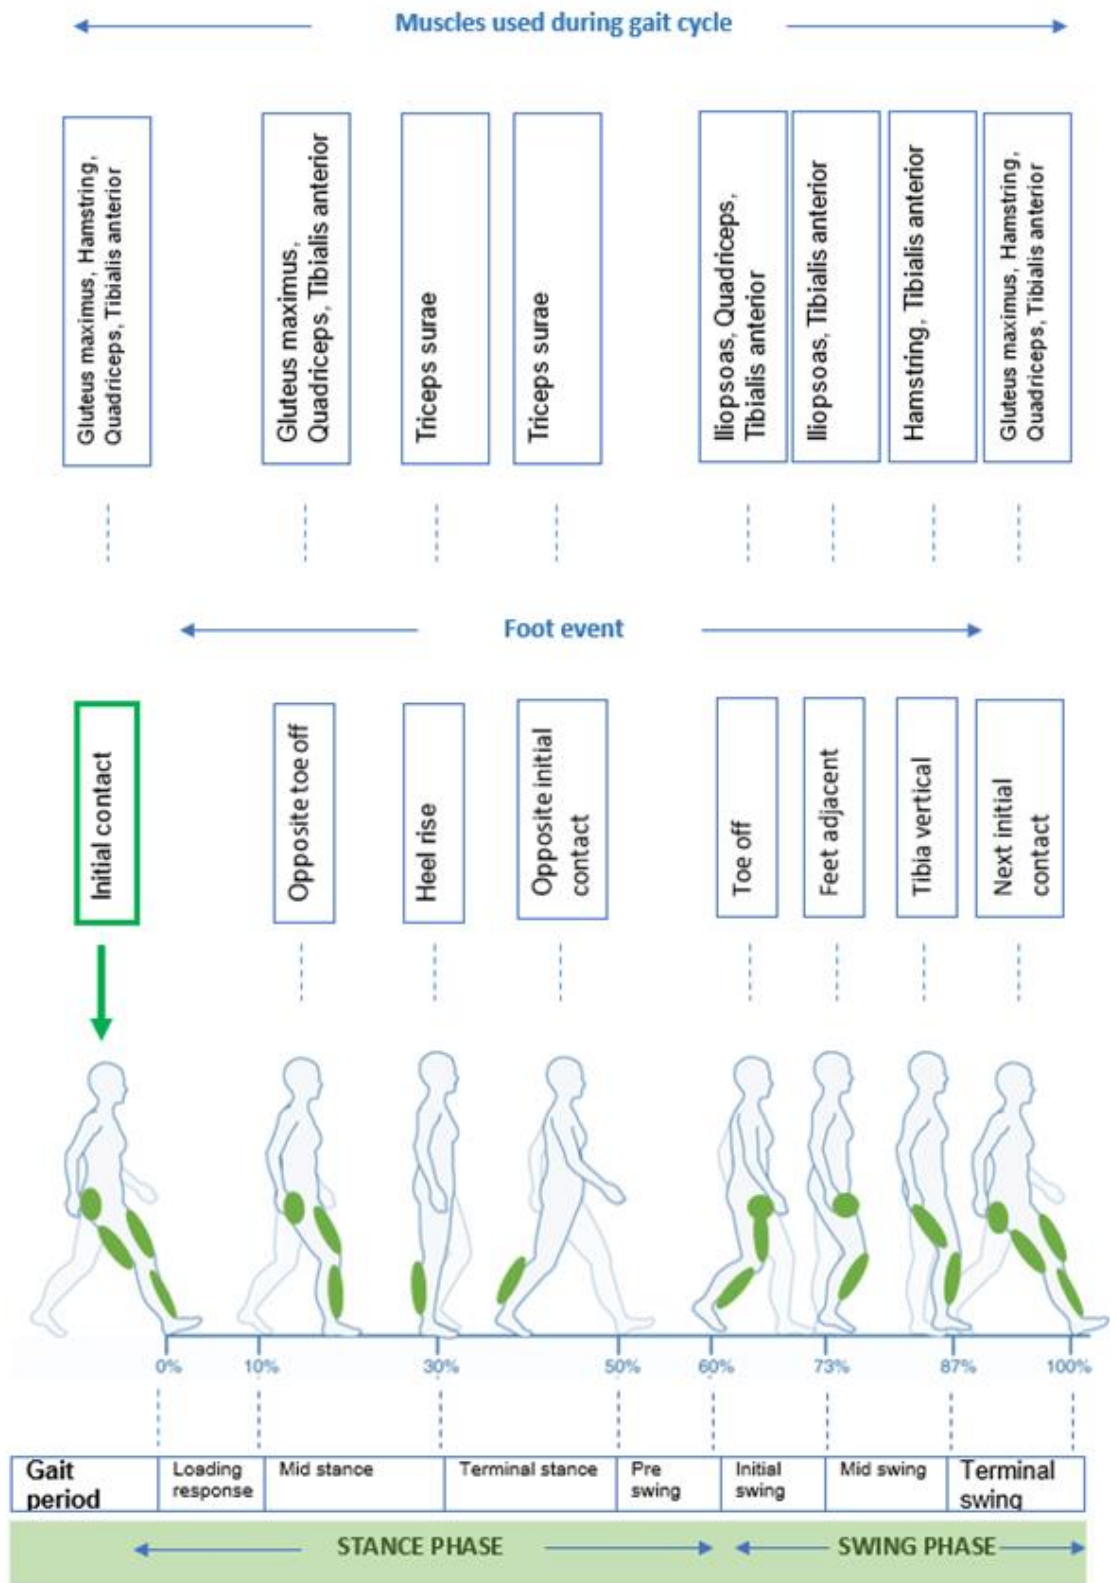 Muscles used during gait cycle
Gluteus maximus, Hamstring,
Quadriceps, Tibialis anterior
Gluteus maximus,
Quadriceps, Tibialis anterior
Triceps surae
Triceps surae
Iliopsoas, Quadriceps,
Tibialis anterior
Iliopsoas, Tibialis anterior
Hamstring, Tibialis anterior
Gluteus maximus, Hamstring,
Quadriceps, Tibialis anterior
Foot event
Initial contact
Opposite toe off
Heel rise
Opposite initial
contact
Toe off
Feet adjacent
Tibia vertical
Next initial
contact
0% 10% 30% 50% 60% 73% 87% 100%
Gait
period
Loading
response
Mid stance
Terminal stance
Pre
swing
Initial
swing
Mid swing
Terminal
swing
STANCE PHASE
SWING PHASE